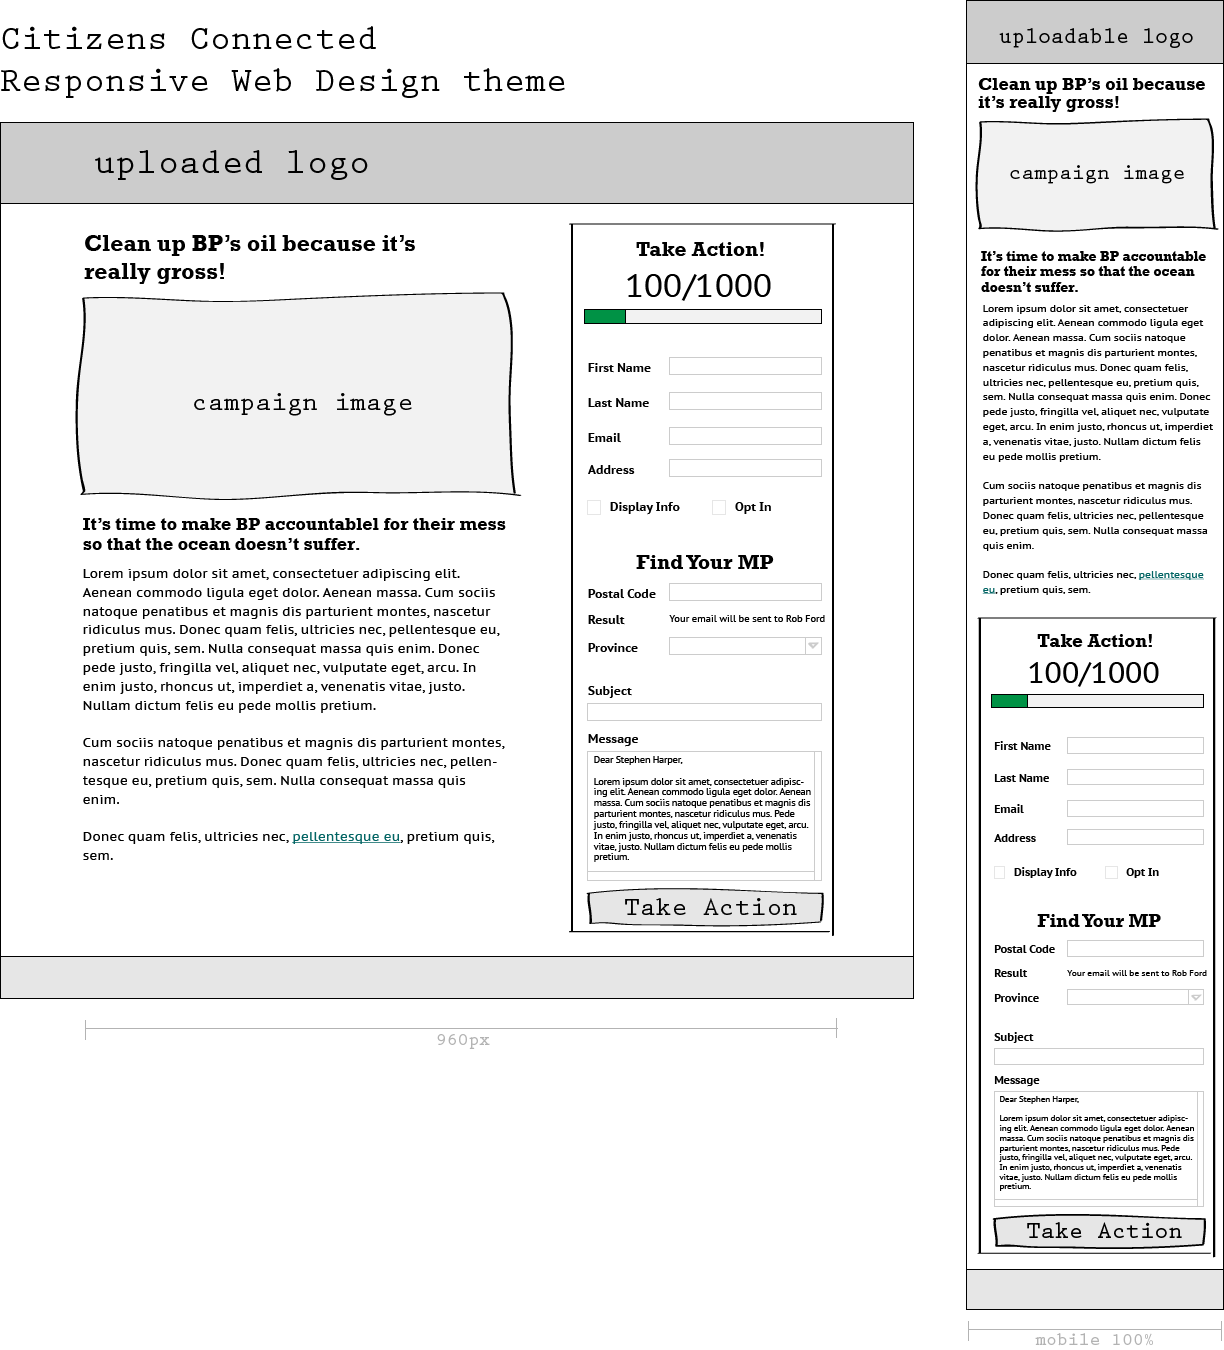 Citizens Connected
Responsive Web Design theme
uploaded logo
Clean up BP's oil because it's
really gross!
campaign image
It's time to make BP accountablel for their mess
so that the ocean doesn't suffer.
Lorem ipsum dolor sit amet, consectetuer adipiscing elit.
Aenean commodo ligula eget dolor. Aenean massa. Cum sociis
natoque penatibus et magnis dis parturient montes, nascetur
ridiculus mus. Donec quam felis, ultricies nec, pellentesque eu,
pretium quis, sem. Nulla consequat massa quis enim. Donec
pede justo, fringilla vel, aliquet nec, vulputate eget, arcu. In
enim justo, rhoncus ut, imperdiet a, venenatis vitae, justo.
Nullam dictum felis eu pede mollis pretium.
Cum sociis natoque penatibus et magnis dis parturient montes,
nascetur ridiculus mus. Donec quam felis, ultricies nec, pellen-
tesque eu, pretium quis, sem. Nulla consequat massa quis
enim.
Donec quam felis, ultricies nec, pellentesque eu, pretium quis,
sem.
Take Action!
100/1000
First Name
Last Name
Email
Address
Display Info Opt In
Find Your MP
Postal Code
Result Your email will be sent to Rob Ford
Province
Subject
Message
Dear Stephen Harper,
Lorem ipsum dolor sit amet, consectetuer adipisc-
ing elit. Aenean commodo ligula eget dolor. Aenean
massa. Cum sociis natoque penatibus et magnis dis
parturient montes, nascetur ridiculus mus. Pede
justo, fringilla vel, aliquet nec, vulputate eget, arcu.
In enim justo, rhoncus ut, imperdiet a, venenatis
vitae, justo. Nullam dictum felis eu pede mollis
pretium.
Take Action
960px
uploadable logo
Clean up BP's oil because
it's really gross!
campaign image
It's time to make BP accountable
for their mess so that the ocean
doesn't suffer.
Lorem ipsum dolor sit amet, consectetuer
adipiscing elit. Aenean commodo ligula eget
dolor. Aenean massa. Cum sociis natoque
penatibus et magnis dis parturient montes,
nascetur ridiculus mus. Donec quam felis,
ultricies nec, pellentesque eu, pretium quis,
sem. Nulla consequat massa quis enim. Donec
pede justo, fringilla vel, aliquet nec, vulputate
eget, arcu. In enim justo, rhoncus ut, imperdiet
a, venenatis vitae, justo. Nullam dictum felis
eu pede mollis pretium.
Cum sociis natoque penatibus et magnis dis
parturient montes, nascetur ridiculus mus.
Donec quam felis, ultricies nec, pellentesque
eu, pretium quis, sem. Nulla consequat massa
quis enim.
Donec quam felis, ultricies nec, pellentesque
eu, pretium quis, sem.
Take Action!
100/1000
First Name
Last Name
Email
Address
Display Info Opt In
Find Your MP
Postal Code
Result Your email will be sent to Rob Ford
Province
Subject
Message
Dear Stephen Harper,
Lorem ipsum dolor sit amet, consectetuer adipisc-
ing elit. Aenean commodo ligula eget dolor. Aenean
massa. Cum sociis natoque penatibus et magnis dis
parturient montes, nascetur ridiculus mus. Pede
justo, fringilla vel, aliquet nec, vulputate eget, arcu.
In enim justo, rhoncus ut, imperdiet a, venenatis
vitae, justo. Nullam dictum felis eu pede mollis
pretium.
Take Action
mobile 100%